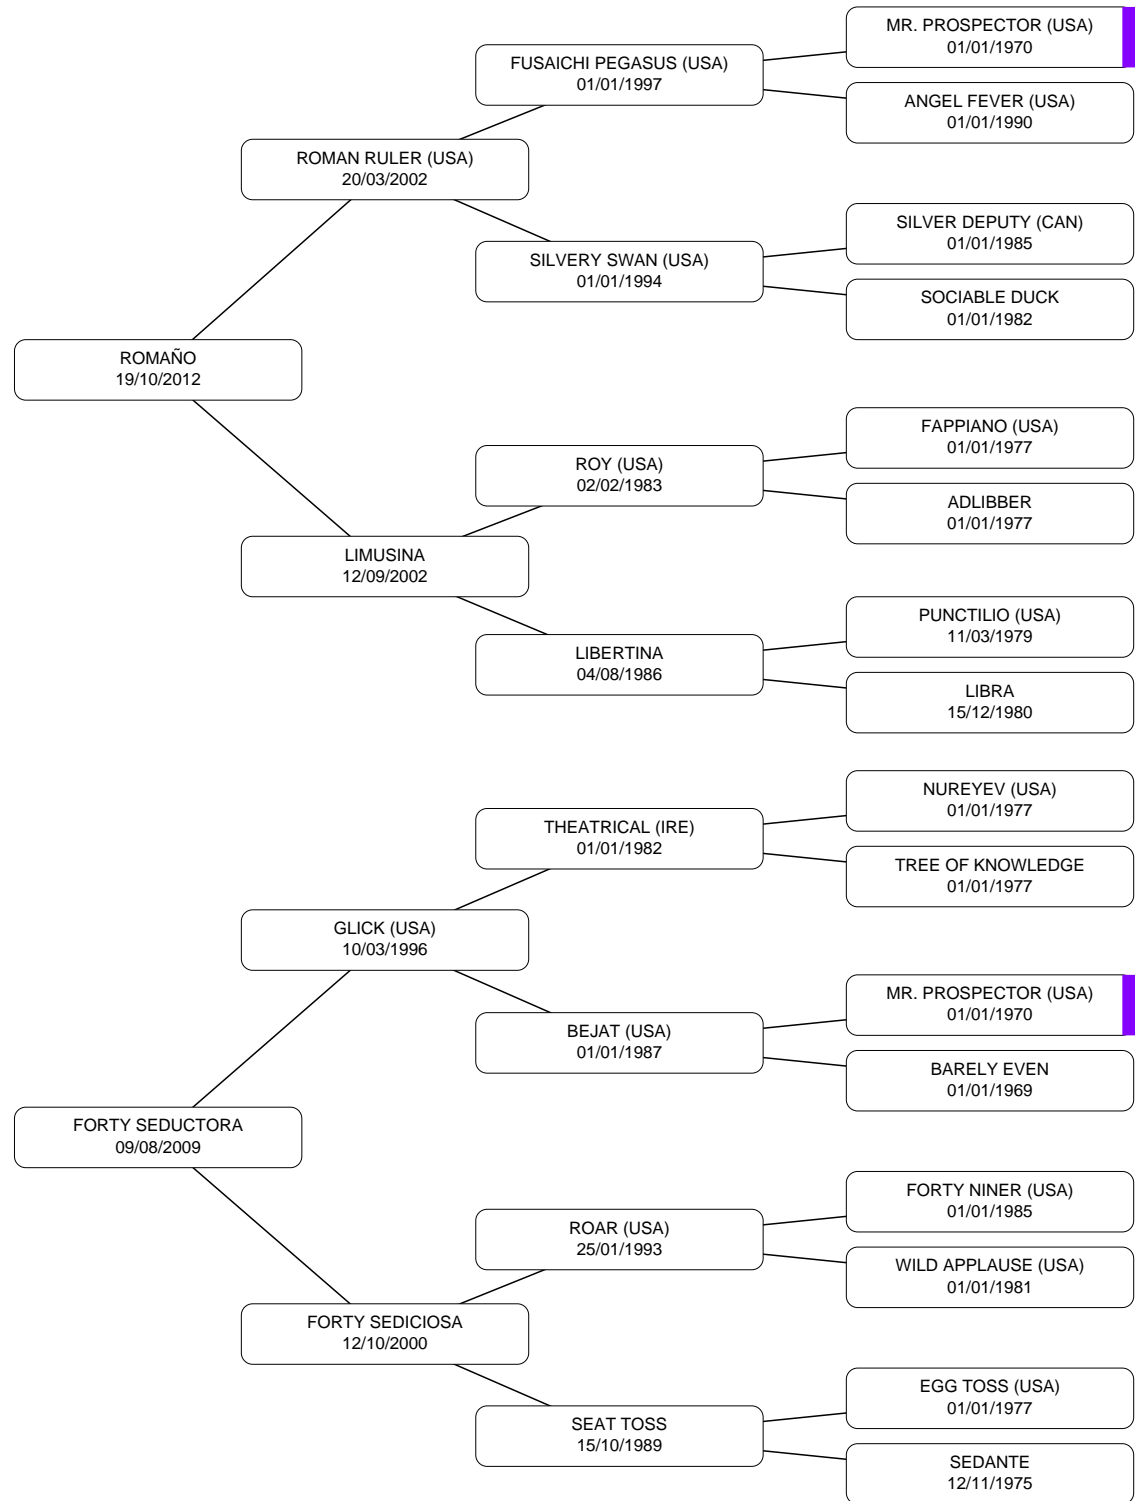 MR. PROSPECTOR (USA)
01/01/1970
FUSAICHI PEGASUS (USA)
01/01/1997
ANGEL FEVER (USA)
01/01/1990
ROMAN RULER (USA)
20/03/2002
SILVER DEPUTY (CAN)
01/01/1985
SILVERY SWAN (USA)
01/01/1994
SOCIABLE DUCK
01/01/1982
ROMAÑO
19/10/2012
FAPPIANO (USA)
01/01/1977
ROY (USA)
02/02/1983
ADLIBBER
01/01/1977
LIMUSINA
12/09/2002
PUNCTILIO (USA)
11/03/1979
LIBERTINA
04/08/1986
LIBRA
15/12/1980
NUREYEV (USA)
01/01/1977
THEATRICAL (IRE)
01/01/1982
TREE OF KNOWLEDGE
01/01/1977
GLICK (USA)
10/03/1996
MR. PROSPECTOR (USA)
01/01/1970
BEJAT (USA)
01/01/1987
BARELY EVEN
01/01/1969
FORTY SEDUCTORA
09/08/2009
FORTY NINER (USA)
01/01/1985
ROAR (USA)
25/01/1993
WILD APPLAUSE (USA)
01/01/1981
FORTY SEDICIOSA
12/10/2000
EGG TOSS (USA)
01/01/1977
SEAT TOSS
15/10/1989
SEDANTE
12/11/1975